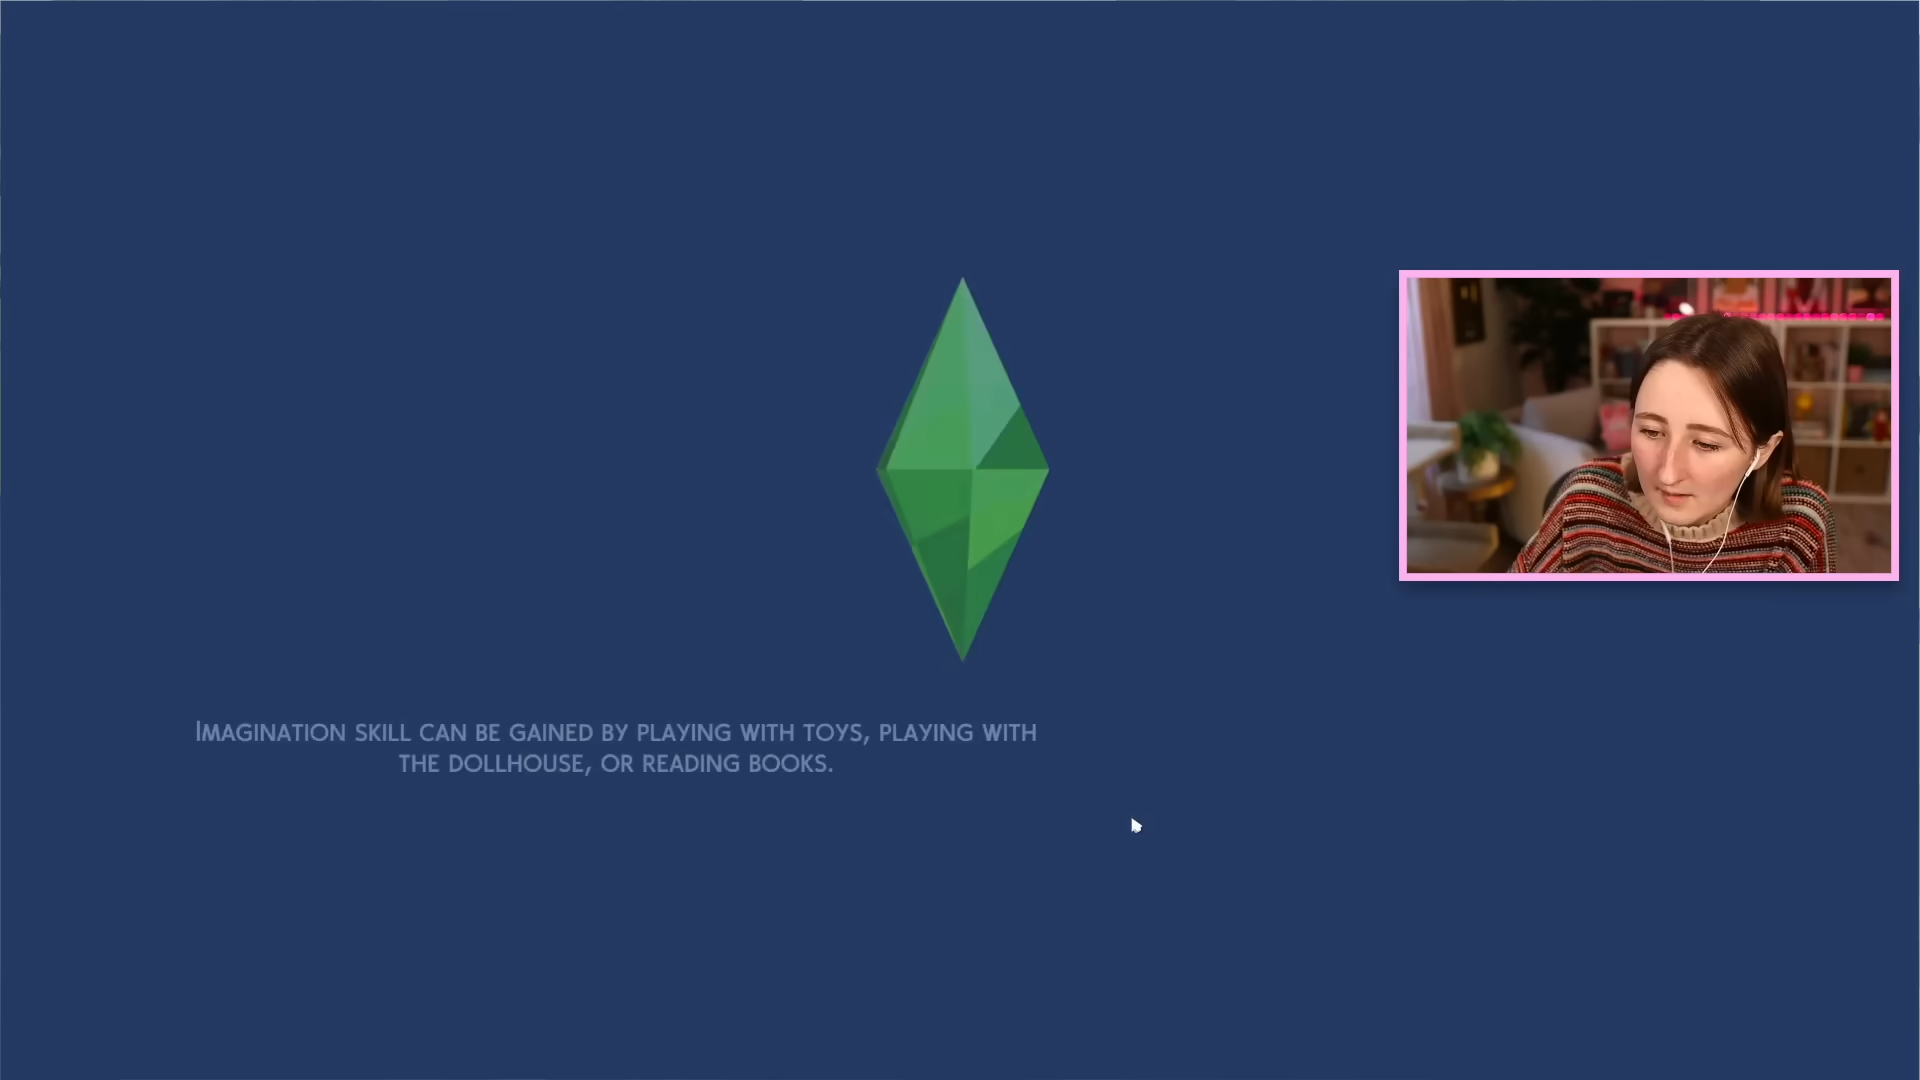 Imagination skill can be gained by playing with toys, playing with
the dollhouse, or reading books.